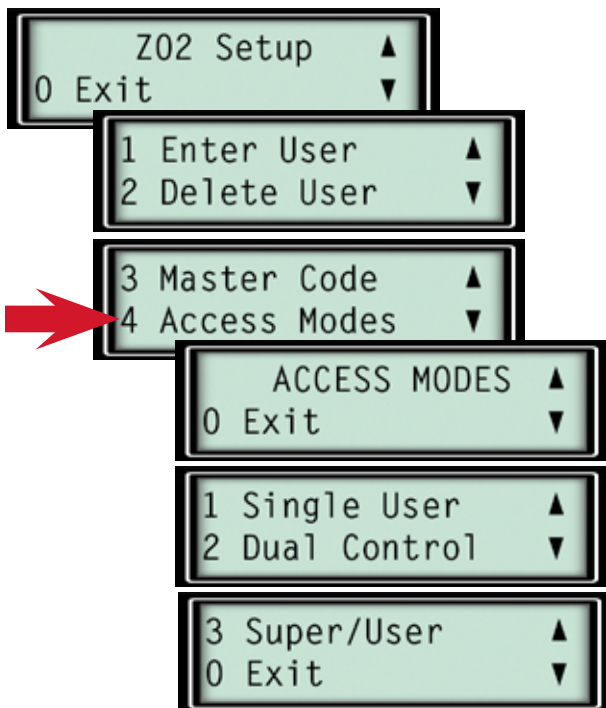 Z02 Setup ▲
0 Exit ▼
1 Enter User ▲
2 Delete User ▼
3 Master Code ▲
4 Access Modes ▼
ACCESS MODES ▲
0 Exit ▼
1 Single User ▲
2 Dual Control ▼
3 Super/User ▲
0 Exit ▼